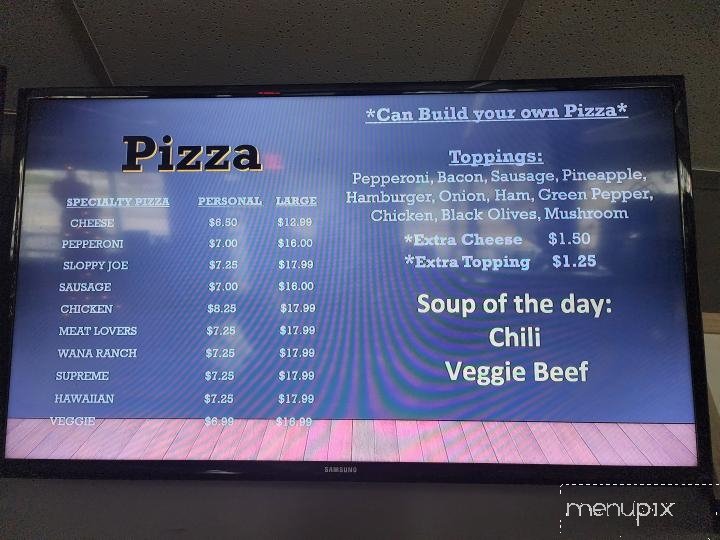 *Can Build your own Pizza*
Pizza
SPECIALTY PIZZA PERSONAL LARGE
CHEESE $6.50 $12.99
PEPPERONI $7.00 $16.00
SLOPPY JOE $7.25 $17.99
SAUSAGE $7.00 $16.00
CHICKEN $8.25 $17.99
MEAT LOVERS $7.25 $17.99
WANA RANCH $7.25 $17.99
SUPREME $7.25 $17.99
HAWAIIAN $7.25 $17.99
VEGGIE $6.99 $16.99
Toppings:
Pepperoni, Bacon, Sausage, Pineapple,
Hamburger, Onion, Ham, Green Pepper,
Chicken, Black Olives, Mushroom
*Extra Cheese $1.50
*Extra Topping $1.25
Soup of the day:
Chili
Veggie Beef
SAMSUNG
menupix